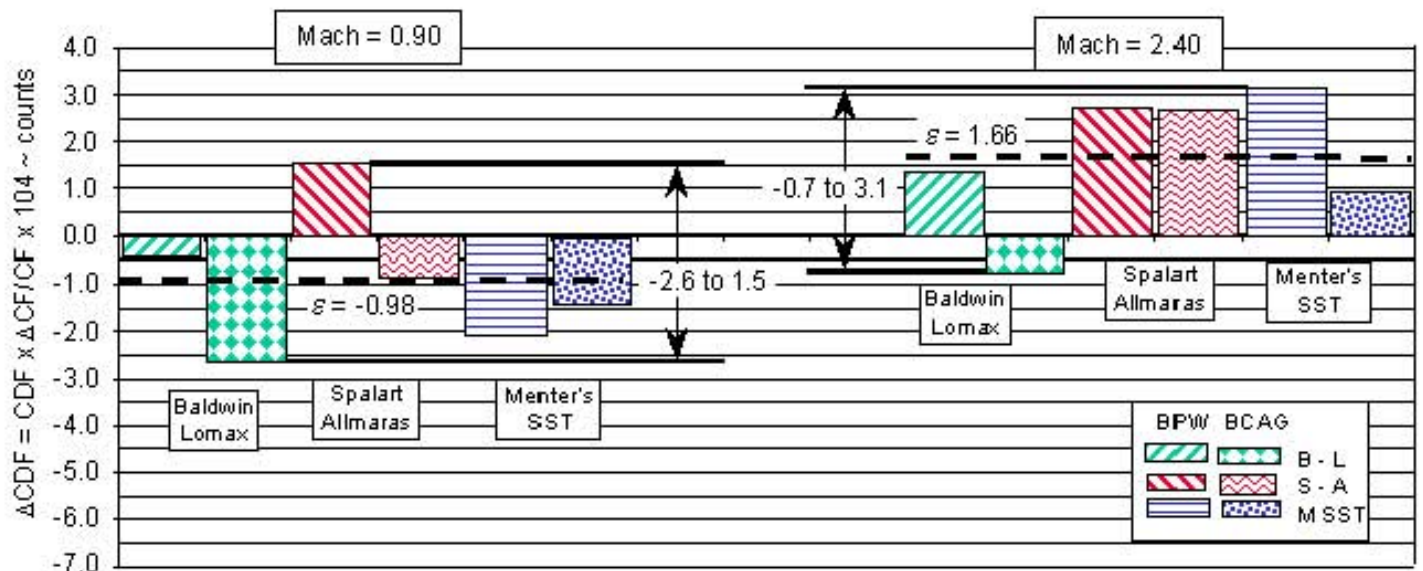 Mach = 0.90
Mach = 2.40
4.0
3.0
2.0
1.0
0.0
-1.0
-2.0
-3.0
-4.0
-5.0
-6.0
-7.0
ΔCDF = CDF x ΔCF/CF x 104 ~ counts
ε = 1.66
-0.7 to 3.1
-2.6 to 1.5
ε = -0.98
Baldwin
Lomax
Spalart
Allmaras
Menter's
SST
Baldwin
Lomax
Spalart
Allmaras
Menter's
SST
BPW BCAG
B - L
S - A
MSST